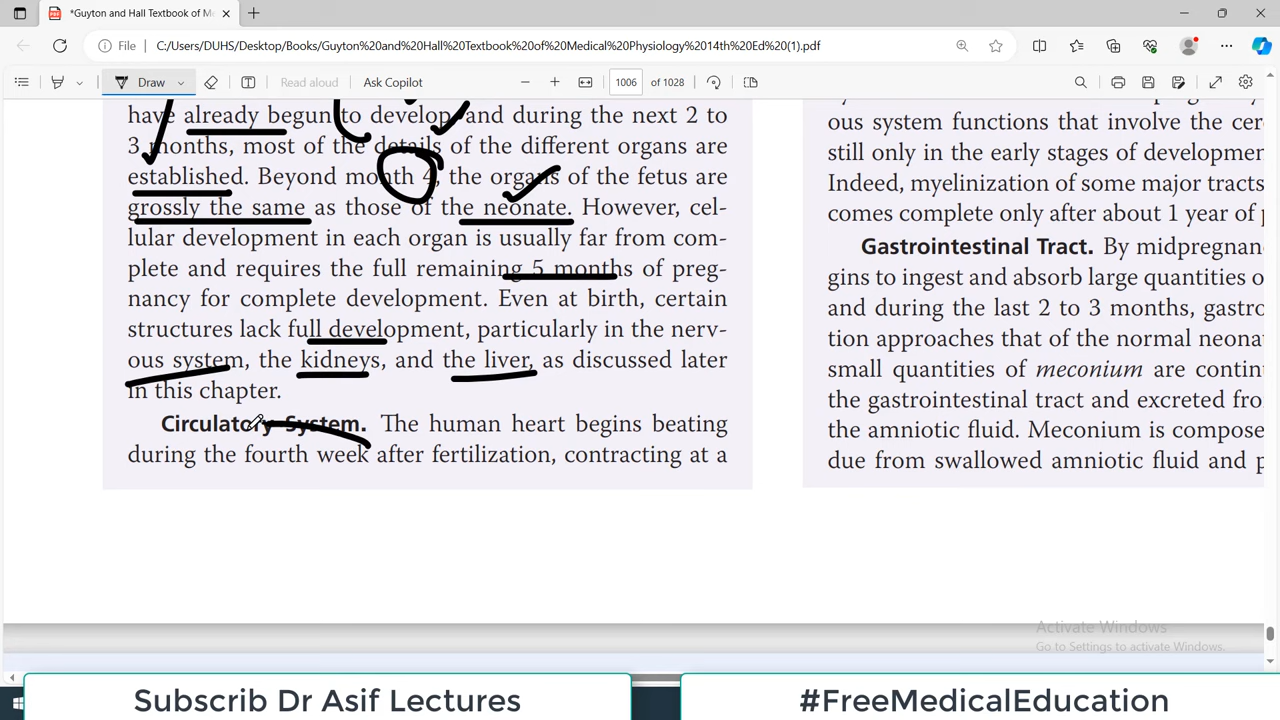 *Guyton and Hall Textbook of Me
File
C:/Users/DUHS/Desktop/Books/Guyton%20and%20Hall%20Textbook%20of%20Medical%20Physiology%2014th%20Ed%20(1).pdf
Draw
Read aloud
Ask Copilot
1006 of 1028
have already begun to develop, and during the next 2 to
3 months, most of the details of the different organs are
established. Beyond month 4, the organs of the fetus are
grossly the same as those of the neonate. However, cel-
lular development in each organ is usually far from com-
plete and requires the full remaining 5 months of preg-
nancy for complete development. Even at birth, certain
structures lack full development, particularly in the nerv-
ous system, the kidneys, and the liver, as discussed later
in this chapter.
Circulatory System. The human heart begins beating
during the fourth week after fertilization, contracting at a
ous system functions that involve the cer
still only in the early stages of developmen
Indeed, myelinization of some major tracts
comes complete only after about 1 year of p
Gastrointestinal Tract. By midpregnan
gins to ingest and absorb large quantities o
and during the last 2 to 3 months, gastro
tion approaches that of the normal neona
small quantities of meconium are contin
the gastrointestinal tract and excreted fro
the amniotic fluid. Meconium is compose
due from swallowed amniotic fluid and p
Activate Windows
Go to Settings to activate Windows.
Subscrib Dr Asif Lectures
#FreeMedicalEducation